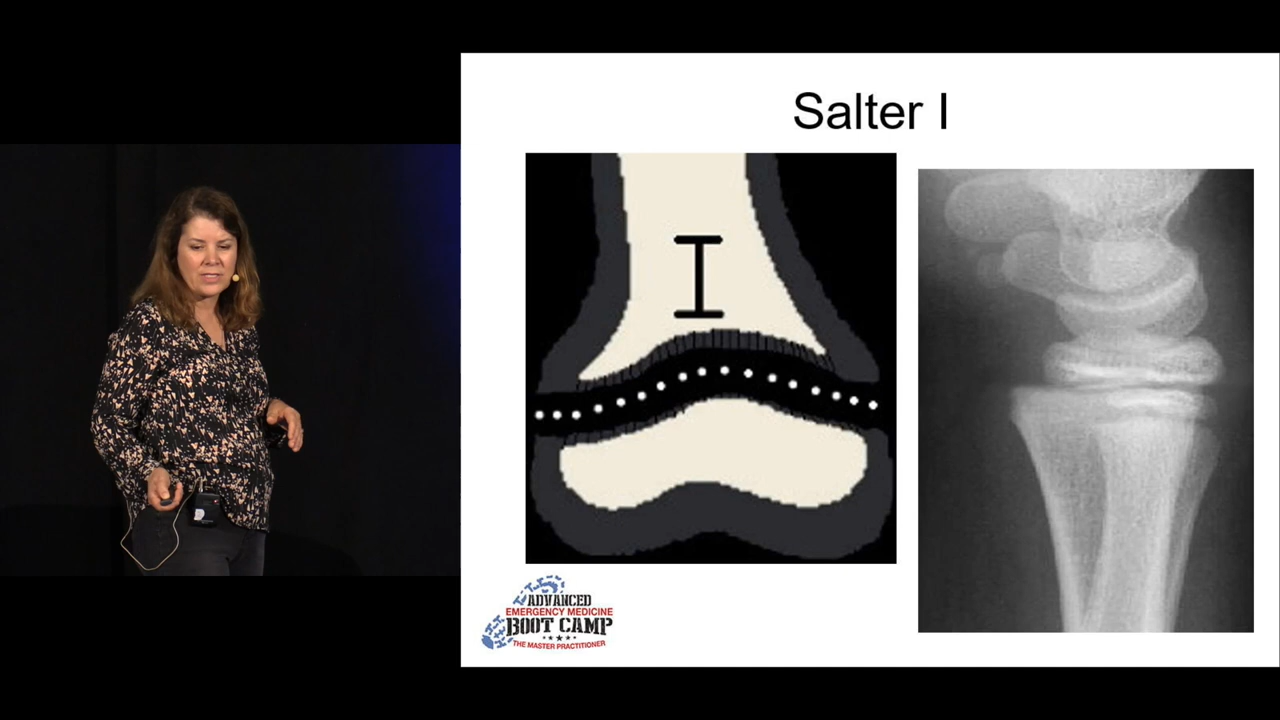 Salter I
I
ADVANCED
EMERGENCY MEDICINE
BOOT CAMP
THE MASTER PRACTITIONER